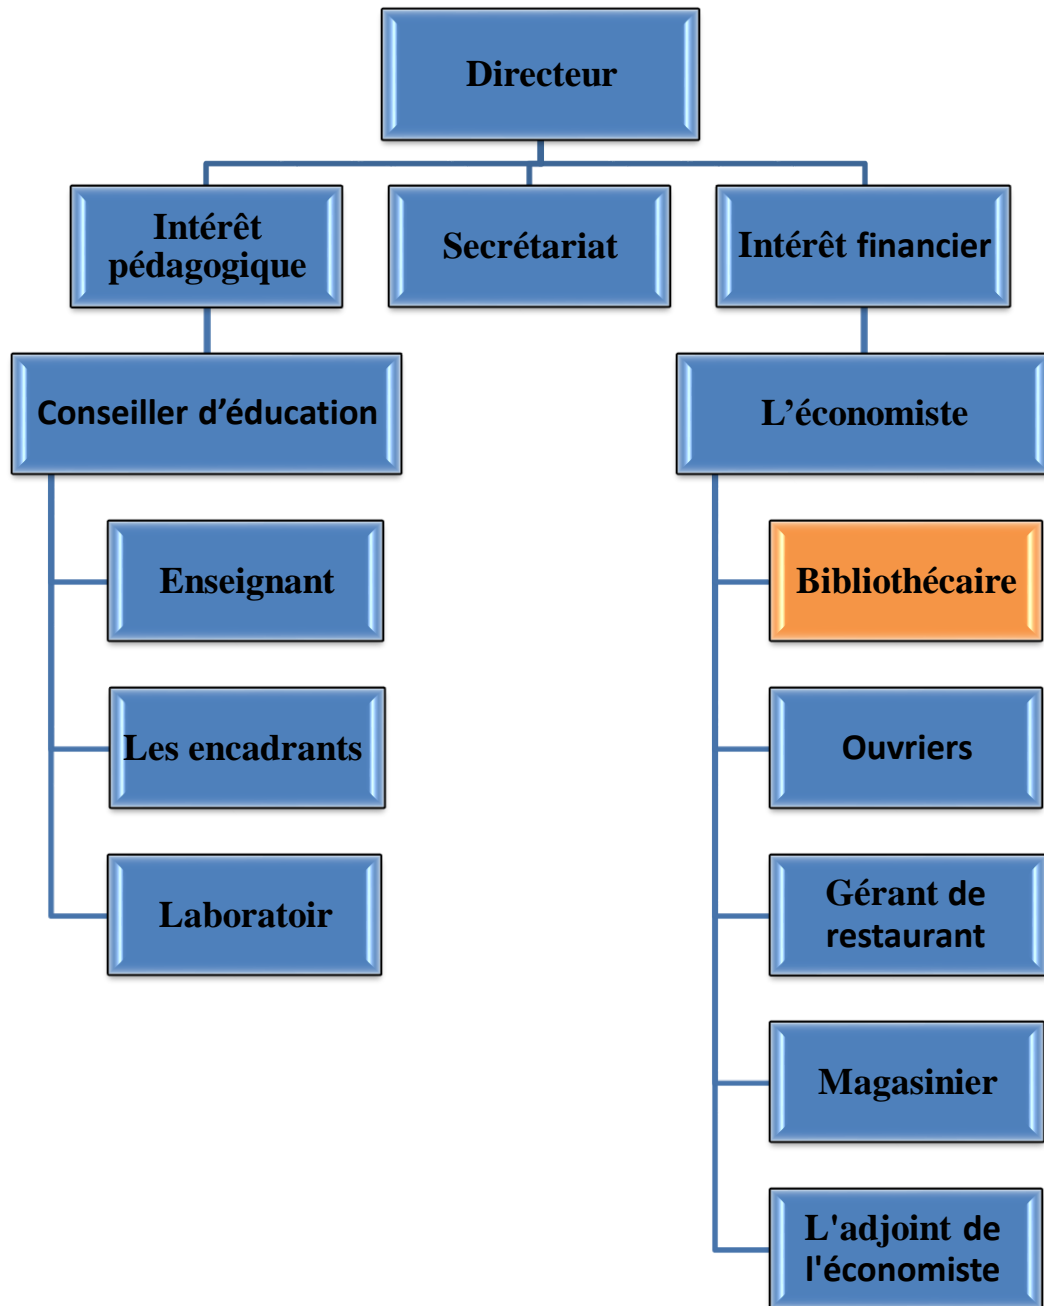 Directeur
Intérêt
pédagogique
Secrétariat
Intérêt financier
Conseiller d’éducation
L’économiste
Enseignant
Bibliothécaire
Les encadrants
Ouvriers
Laboratoir
Gérant de
restaurant
Magasinier
L'adjoint de
l'économiste